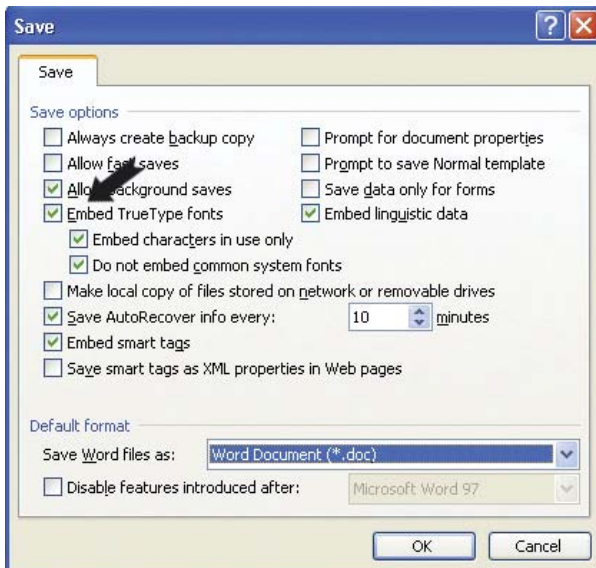 Save
Save
Save options
Always create backup copy
Prompt for document properties
Allow fast saves
Prompt to save Normal template
Allow background saves
Save data only for forms
Embed TrueType fonts
Embed linguistic data
Embed characters in use only
Do not embed common system fonts
Make local copy of files stored on network or removable drives
Save AutoRecover info every: 10 minutes
Embed smart tags
Save smart tags as XML properties in Web pages
Default format
Save Word files as: Word Document (*.doc)
Disable features introduced after: Microsoft Word 97
OK Cancel